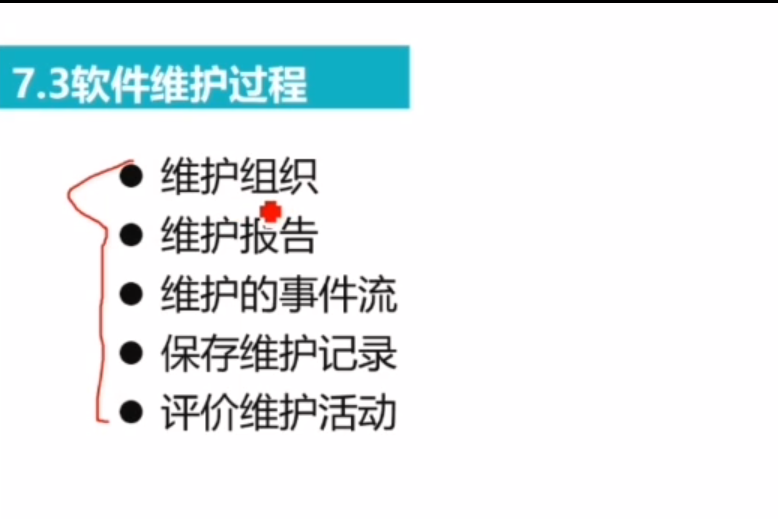 7.3软件维护过程
● 维护组织
● 维护报告
● 维护的事件流
● 保存维护记录
● 评价维护活动